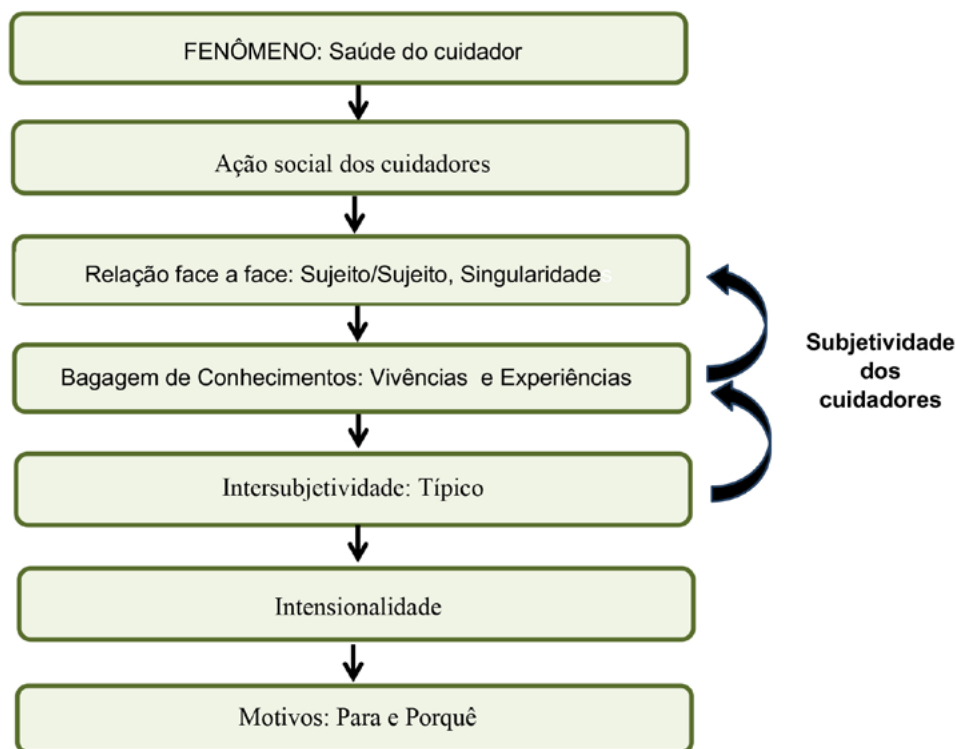 FENÔMENO: Saúde do cuidador
Ação social dos cuidadores
Relação face a face: Sujeito/Sujeito, Singularidades
Bagagem de Conhecimentos: Vivências e Experiências
Intersubjetividade: Típico
Intensionalidade
Motivos: Para e Porquê
Subjetividade
dos
cuidadores